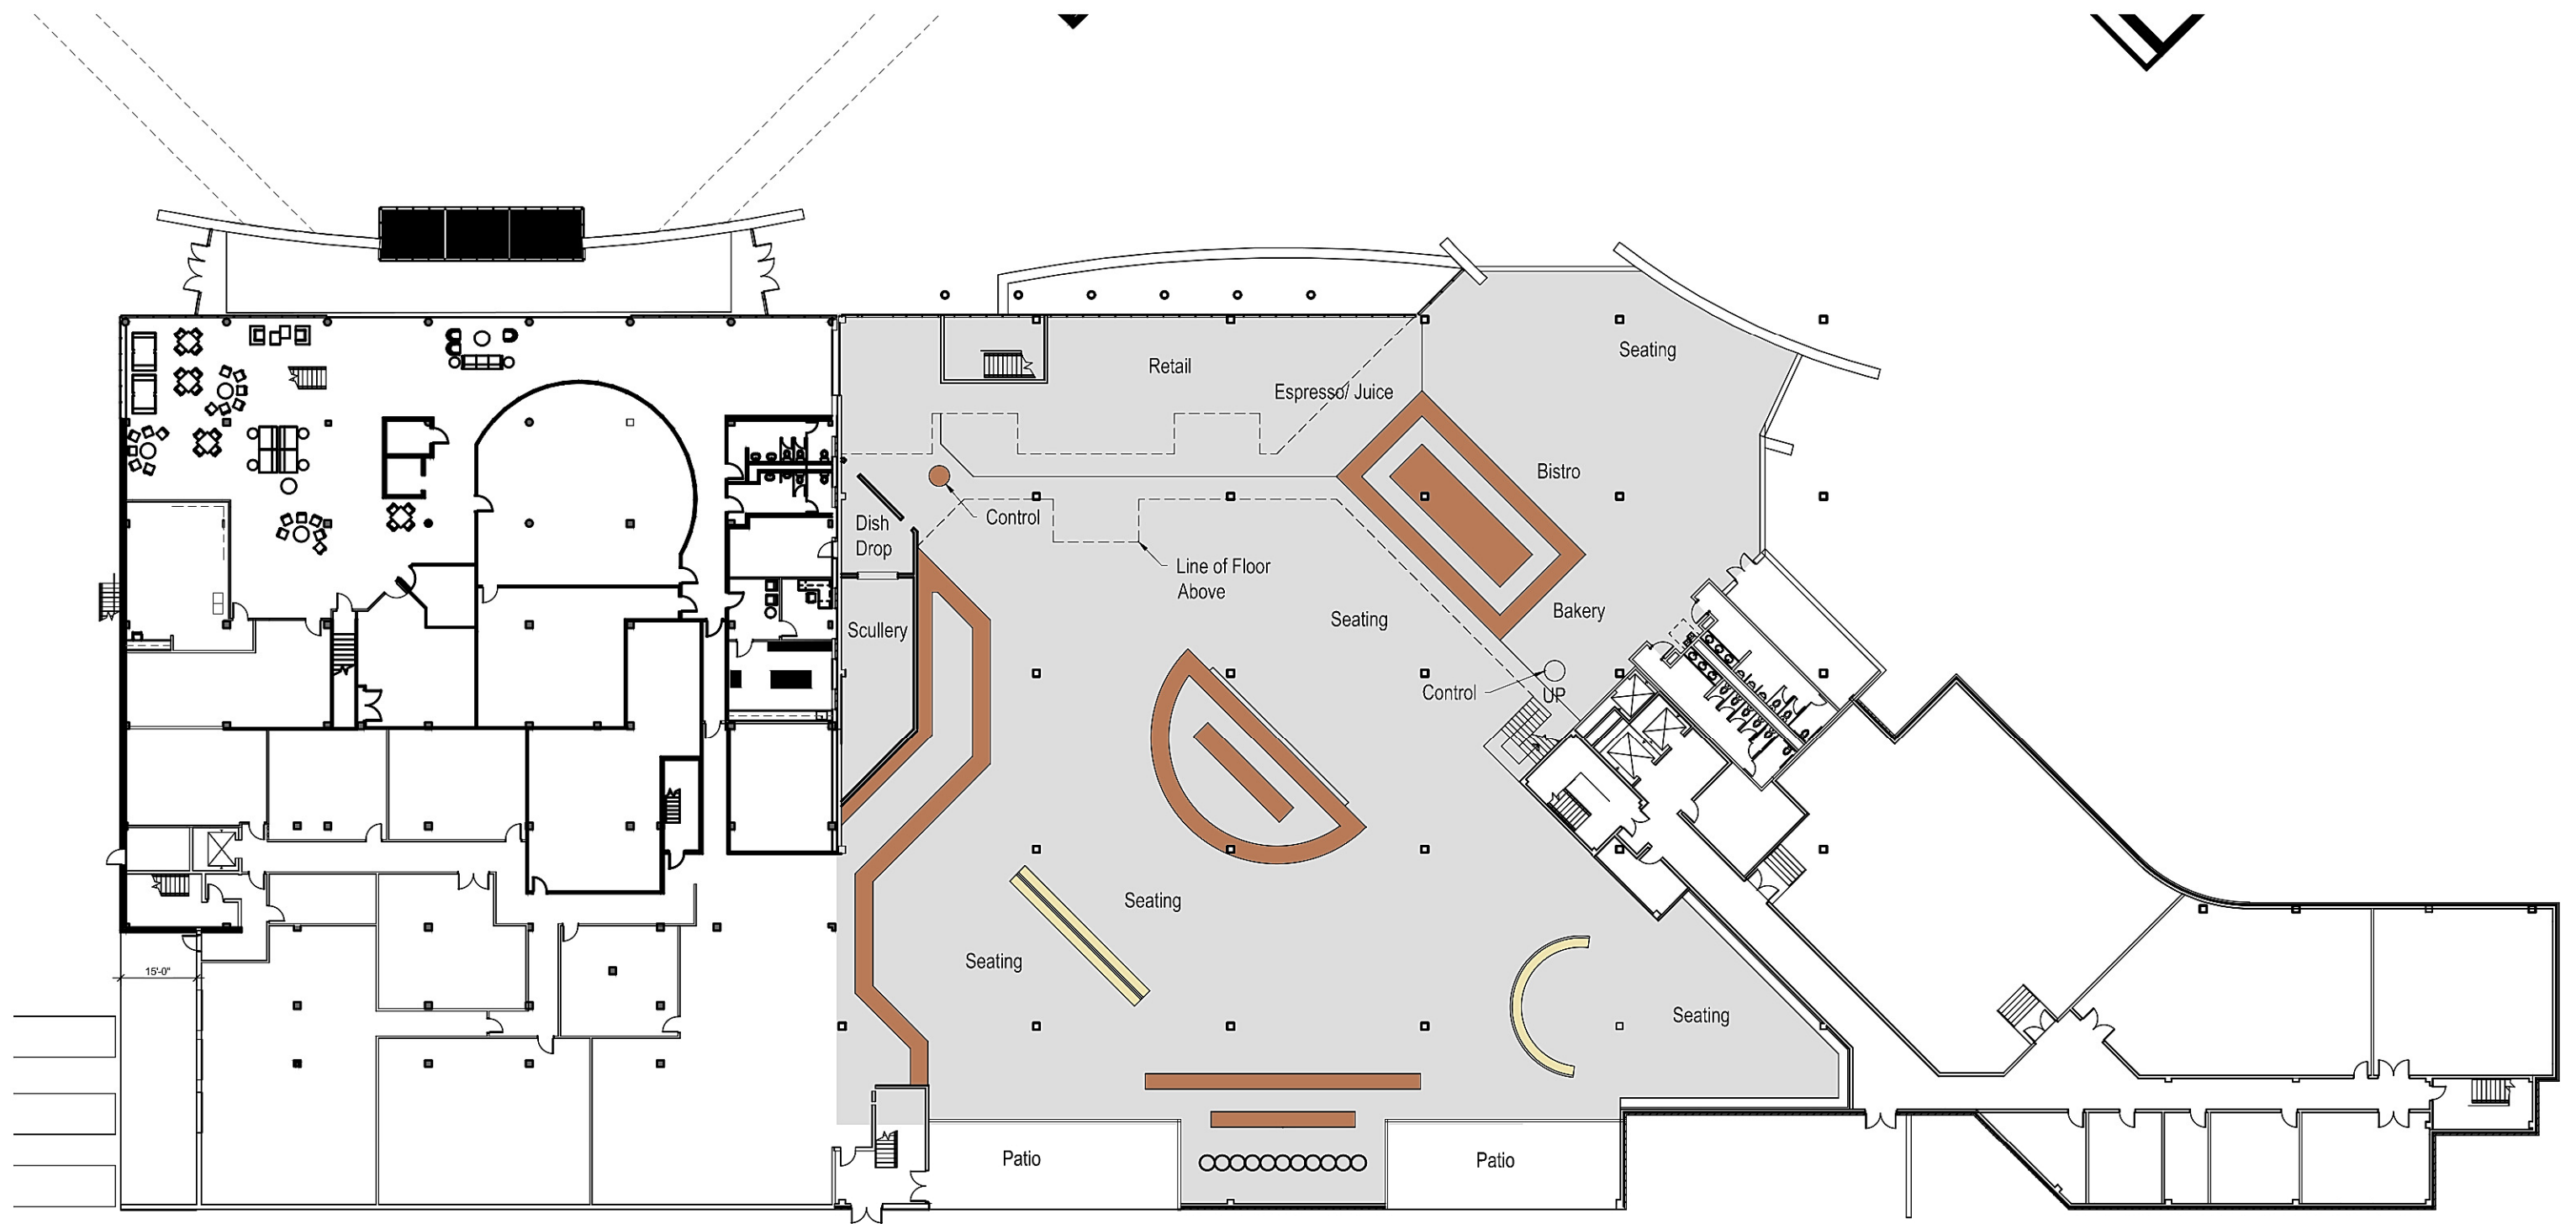 Seating
Retail
Espresso/ Juice
Bistro
Control
Dish
Drop
Line of Floor
Above
Bakery
Seating
Scullery
Control
UP
Seating
Seating
15'-0"
Seating
Patio
Patio